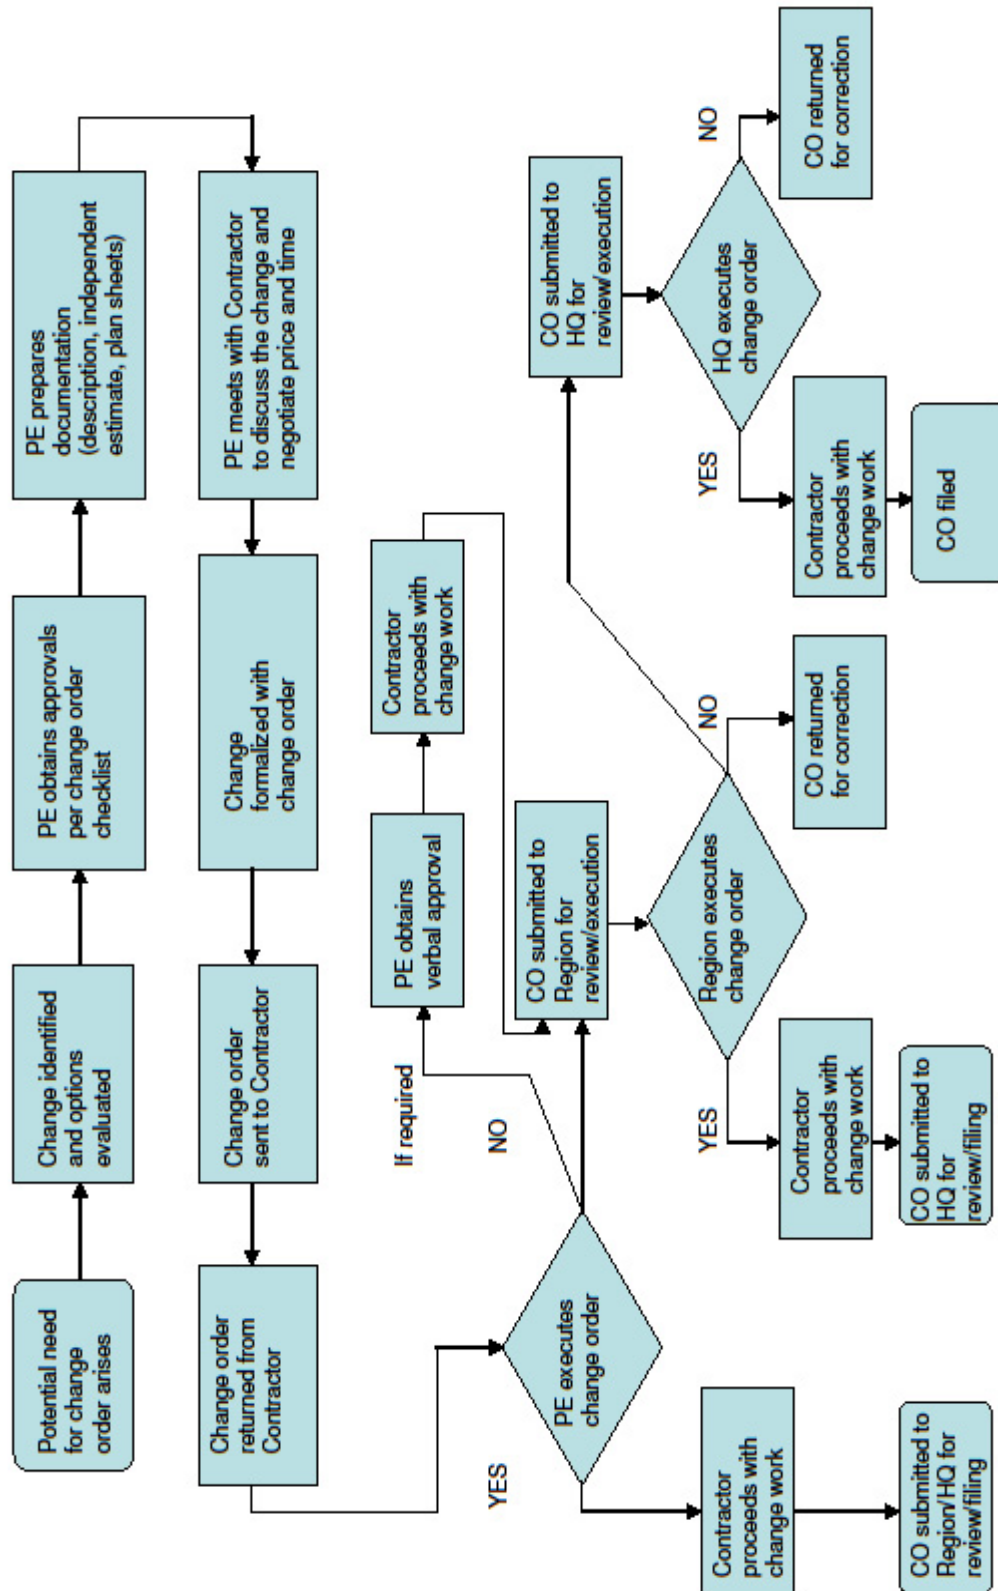 Potential need
for change
order arises
Change identified
and options
evaluated
PE obtains approvals
per change order
checklist
PE prepares
documentation
(description, independent
estimate, plan sheets)
PE meets with Contractor
to discuss the change and
negotiate price and time
Change
formalized with
change order
Change order
sent to Contractor
Change order
returned from
Contractor
YES
PE executes
change order
NO
If required
PE obtains
verbal approval
Contractor
proceeds with
change work
Contractor
proceeds with
change work
CO submitted to
Region/HQ for
review/filing
CO submitted to
Region for
review/execution
Region executes
change order
YES
NO
Contractor
proceeds with
change work
CO submitted to
HQ for
review/filing
CO returned
for correction
CO submitted to
HQ for
review/execution
HQ executes
change order
YES
NO
Contractor
proceeds with
change work
CO filed
CO returned
for correction